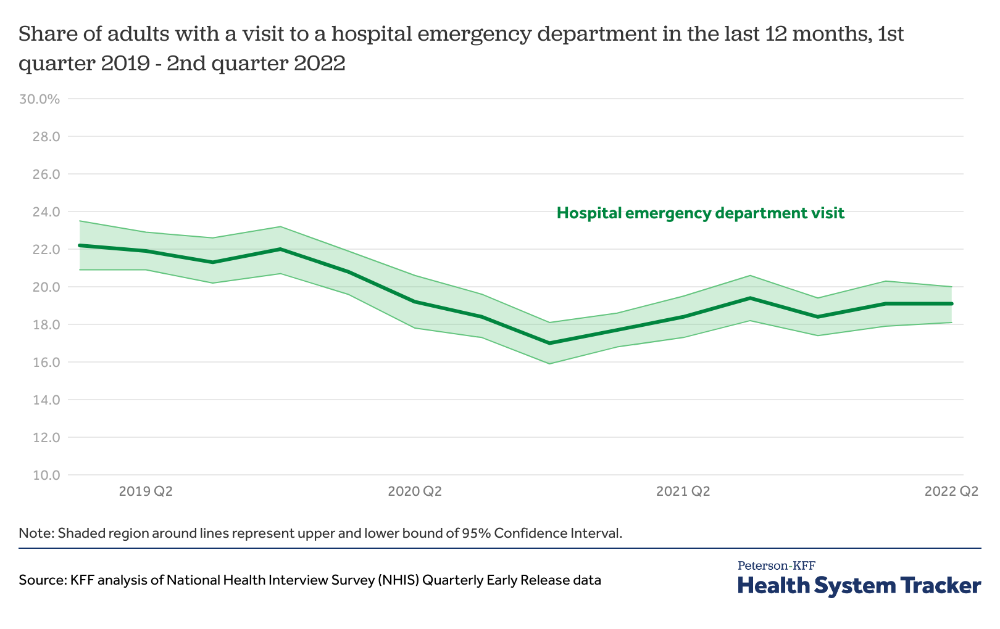 Share of adults with a visit to a hospital emergency department in the last 12 months, 1st
quarter 2019 - 2nd quarter 2022
30.0%
28.0
26.0
24.0
Hospital emergency department visit
22.0
20.0
18.0
16.0
14.0
12.0
10.0
2019 Q2
2020 Q2
2021 Q2
2022 Q2
Note: Shaded region around lines represent upper and lower bound of 95% Confidence Interval.
Source: KFF analysis of National Health Interview Survey (NHIS) Quarterly Early Release data
Peterson-KFF
Health System Tracker